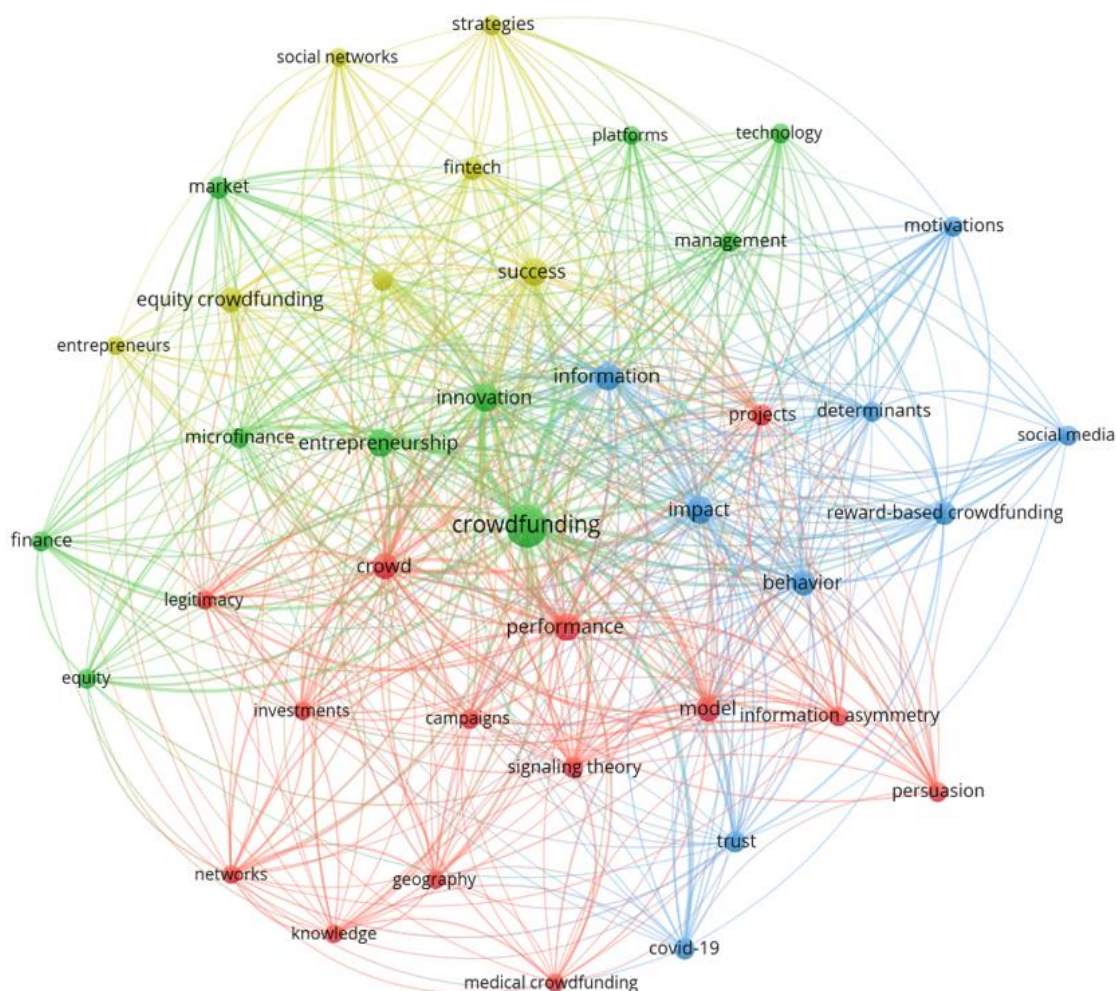 strategies
social networks
platforms
technology
fintech
market
motivations
management
success
equity crowdfunding
entrepreneurs
information
innovation
projects
determinants
microfinance
entrepreneurship
social media
impact
reward-based crowdfunding
crowdfunding
finance
crowd
behavior
legitimacy
performance
equity
investments
campaigns
model
information asymmetry
signaling theory
persuasion
trust
networks
geography
knowledge
covid-19
medical crowdfunding